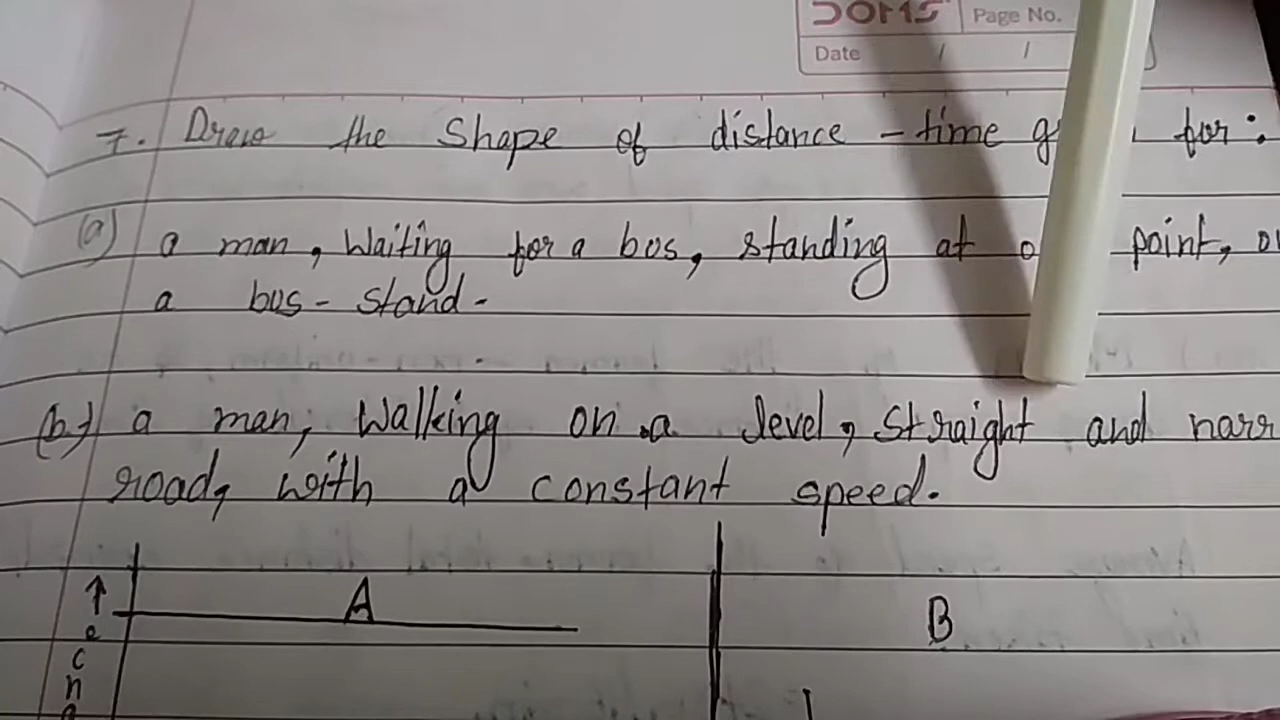 DOMS Page No.
Date / /
7. Draw the shape of distance - time for:
(a) a man, waiting for a bus, standing at point,
a bus - stand.
(b) a man, walking on a level, straight and narr
road, with a constant speed.
A
B
↑
e
c
n
a